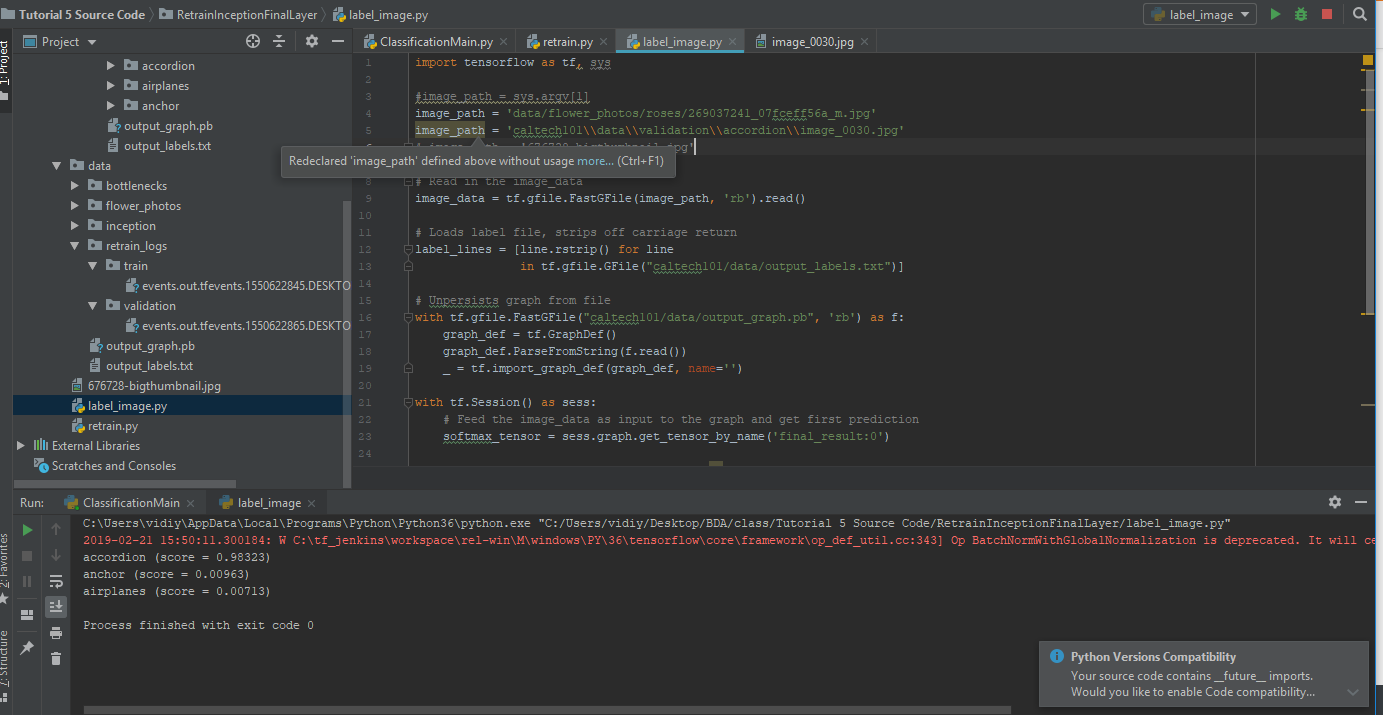 Tutorial 5 Source Code RetrainInceptionFinalLayer label_image.py label_image
1: Project
Project
ClassificationMain.py retrain.py label_image.py image_0030.jpg
accordion
airplanes
anchor
output_graph.pb
output_labels.txt
data
bottlenecks
flower_photos
inception
retrain_logs
train
events.out.tfevents.1550622845.DESKTO
validation
events.out.tfevents.1550622865.DESKTO
output_graph.pb
output_labels.txt
676728-bigthumbnail.jpg
label_image.py
retrain.py
External Libraries
Scratches and Consoles
1 import tensorflow as tf, sys
2
3 #image_path = sys.argv[1]
4 image_path = 'data/flower_photos/roses/269037241_07fceff56a_m.jpg'
5 image_path = 'caltech101\\data\\validation\\accordion\\image_0030.jpg'
Redeclared 'image_path' defined above without usage more... (Ctrl+F1)
8 # Read in the image_data
9 image_data = tf.gfile.FastGFile(image_path, 'rb').read()
10
11 # Loads label file, strips off carriage return
12 label_lines = [line.rstrip() for line
13 in tf.gfile.GFile("caltech101/data/output_labels.txt")]
14
15 # Unpersists graph from file
16 with tf.gfile.FastGFile("caltech101/data/output_graph.pb", 'rb') as f:
17 graph_def = tf.GraphDef()
18 graph_def.ParseFromString(f.read())
19 _ = tf.import_graph_def(graph_def, name='')
20
21 with tf.Session() as sess:
22 # Feed the image_data as input to the graph and get first prediction
23 softmax_tensor = sess.graph.get_tensor_by_name('final_result:0')
24
Run: ClassificationMain label_image
C:\Users\vidiy\AppData\Local\Programs\Python\Python36\python.exe "C:/Users/vidiy/Desktop/BDA/class/Tutorial 5 Source Code/RetrainInceptionFinalLayer/label_image.py"
2019-02-21 15:50:11.300184: W C:\tf_jenkins\workspace\rel-win\M\windows\PY\36\tensorflow\core\framework\op_def_util.cc:343] Op BatchNormWithGlobalNormalization is deprecated. It will ce
accordion (score = 0.98323)
anchor (score = 0.00963)
airplanes (score = 0.00713)
Process finished with exit code 0
2: Favorites
7: Structure
Python Versions Compatibility
Your source code contains __future__ imports.
Would you like to enable Code compatibility...